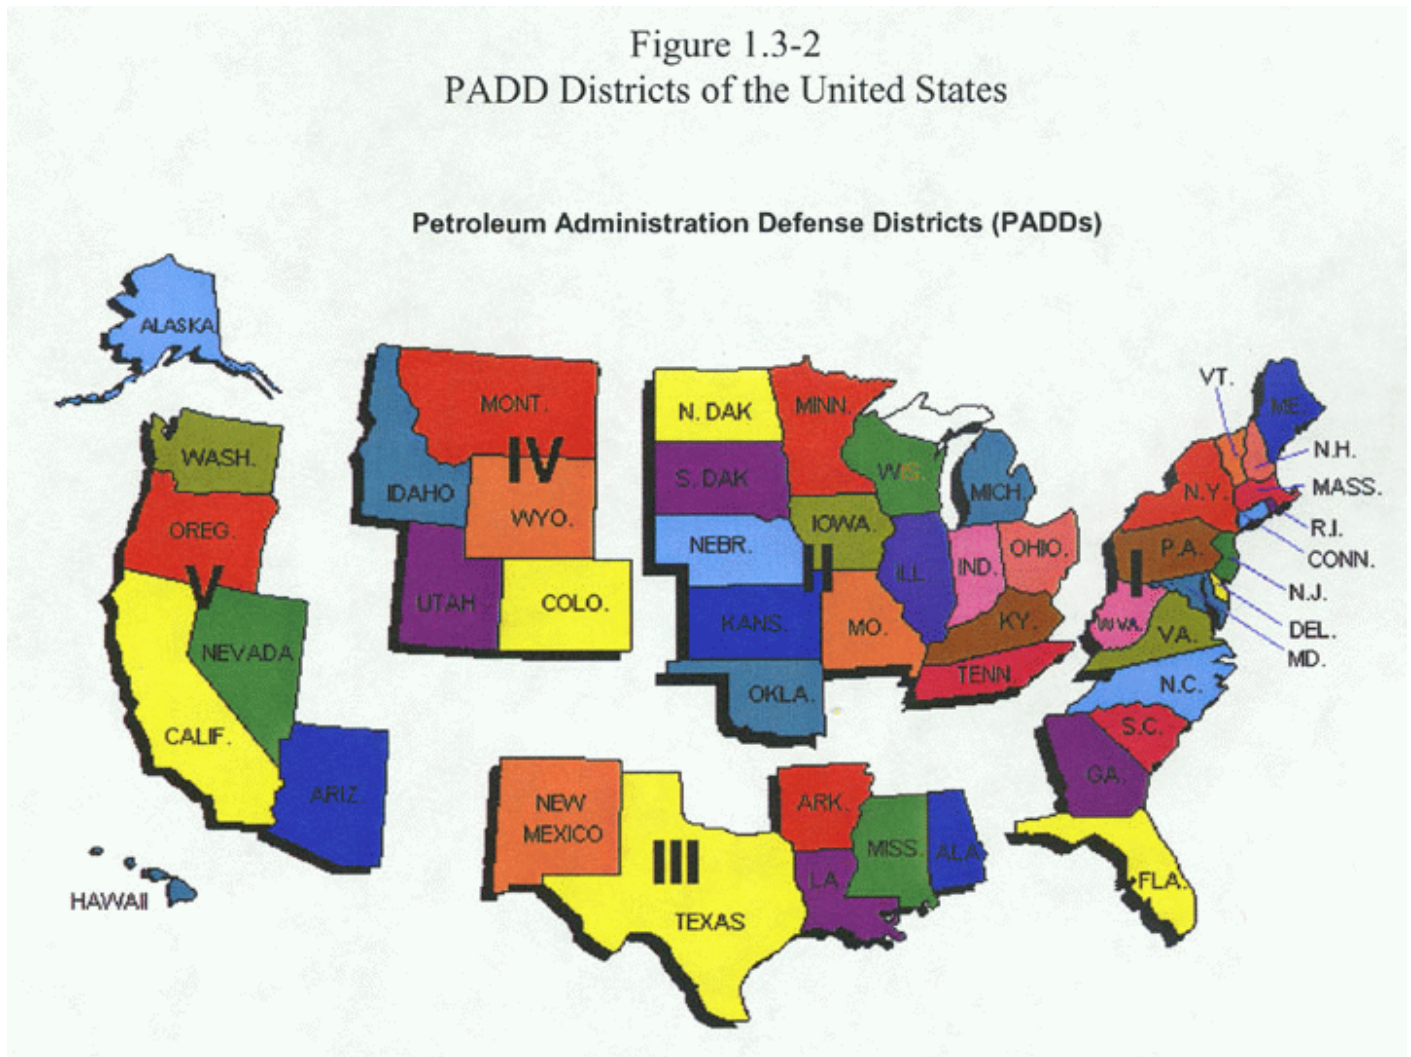 Figure 1.3-2
PADD Districts of the United States
Petroleum Administration Defense Districts (PADDs)
ALASKA
WASH.
OREG.
V
NEVADA
CALIF.
ARIZ.
HAWAII
MONT.
IV
IDAHO
WYO.
UTAH
COLO.
N. DAK
MINN.
S. DAK
WIS.
MICH.
NEBR.
IOWA.
II
ILL
IND.
OHIO.
KANS.
MO.
KY.
TENN
OKLA.
NEW
MEXICO
III
TEXAS
ARK.
LA.
MISS.
ALA.
VT.
ME.
N.H.
N.Y.
MASS.
R.I.
CONN.
P.A.
I
N.J.
W VA.
VA.
DEL.
MD.
N.C.
S.C.
GA.
FLA.